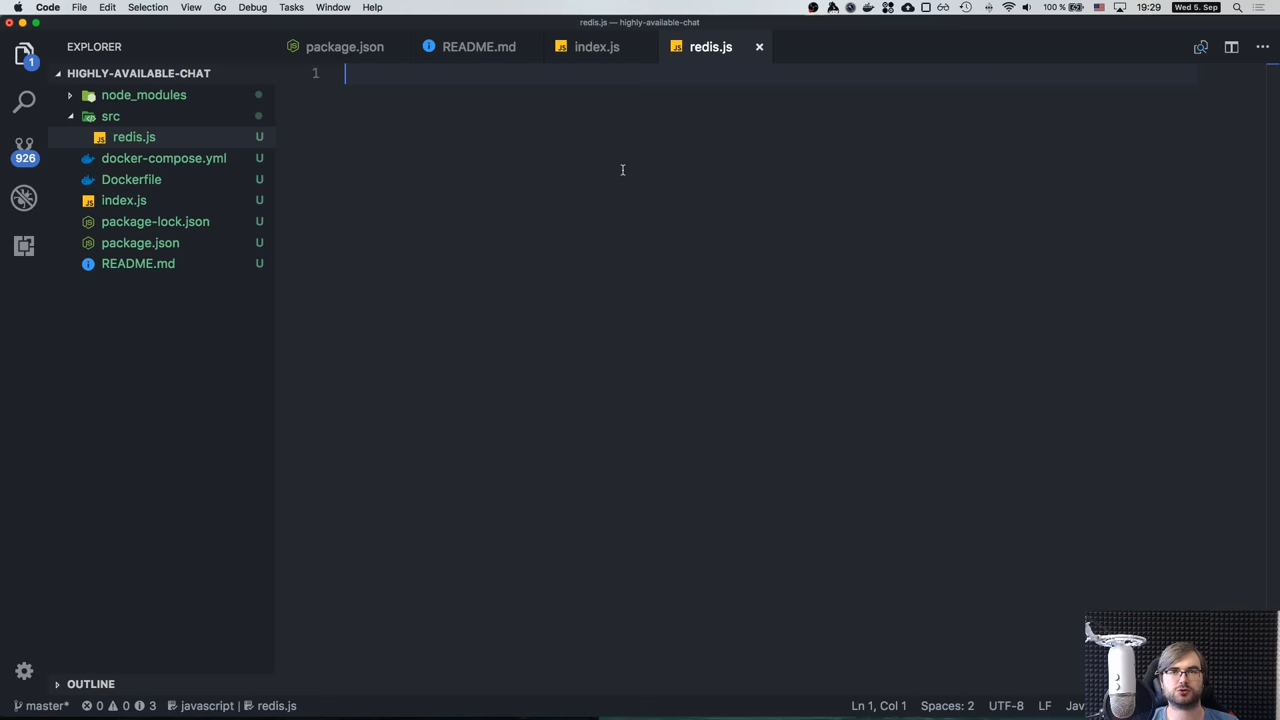 Code File Edit Selection View Go Debug Tasks Window Help 100 % 19:29 Wed 5. Sep
redis.js — highly-available-chat
EXPLORER
package.json
README.md
index.js
redis.js
1
HIGHLY-AVAILABLE-CHAT
1
node_modules
src
redis.js U
926
docker-compose.yml U
Dockerfile U
index.js U
package-lock.json U
package.json U
README.md U
OUTLINE
master* 0 0 3 javascript | redis.js Ln 1, Col 1 Spaces: 2 UTF-8 LF Jav